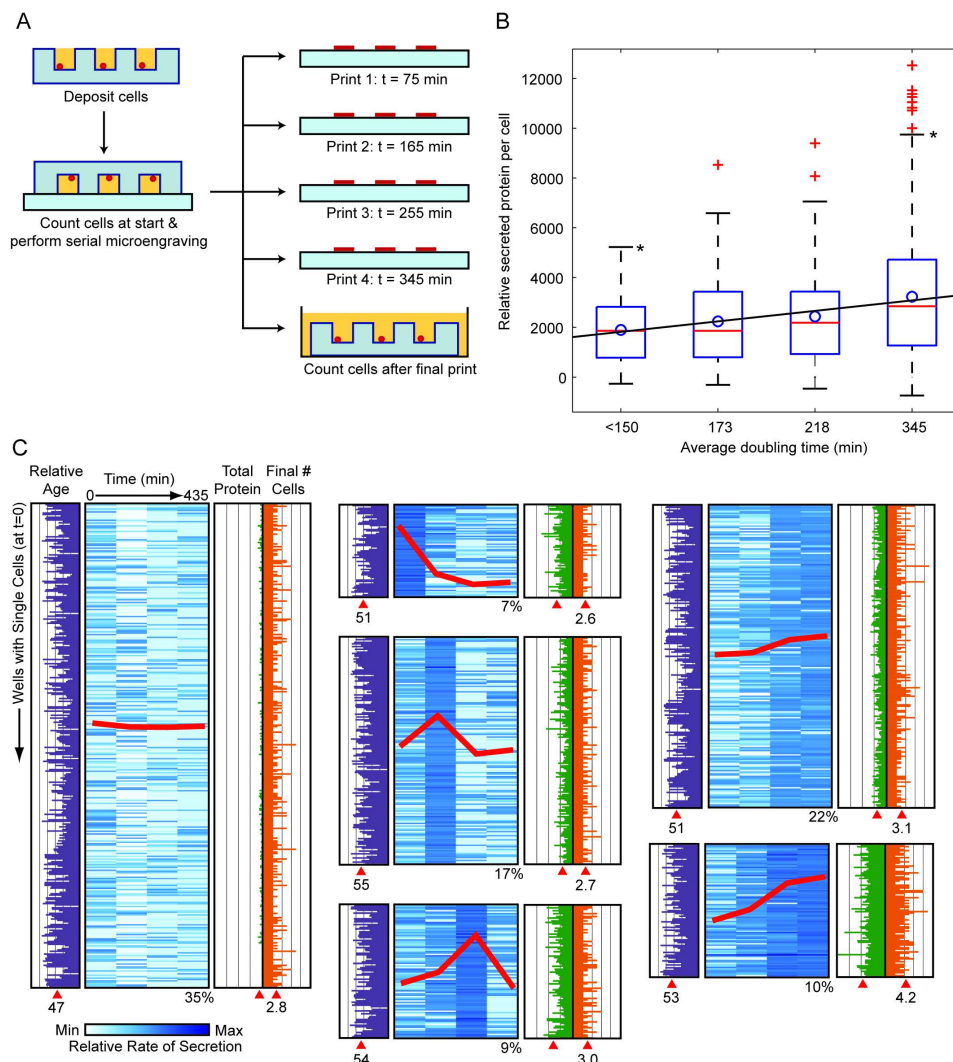 A
Deposit cells
Count cells at start &
perform serial microengraving
Print 1: t = 75 min
Print 2: t = 165 min
Print 3: t = 255 min
Print 4: t = 345 min
Count cells after final print
B
Relative secreted protein per cell
12000
10000
8000
6000
4000
2000
0
*
*
<150
173
218
345
Average doubling time (min)
C
Relative
Age
Time (min)
0
435
Total
Protein
Final #
Cells
Wells with Single Cells (at t=0)
47
35%
2.8
Min
Max
Relative Rate of Secretion
51
7%
2.6
55
17%
2.7
54
9%
3.0
51
22%
3.1
53
10%
4.2